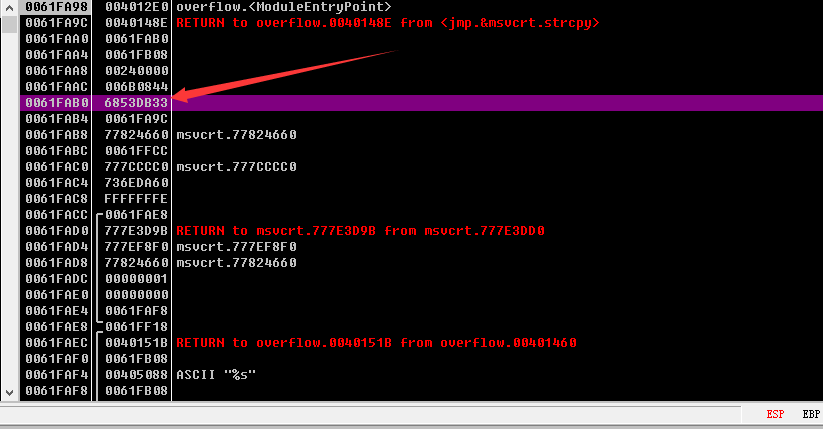 0061FA98 004012E0 overflow.<ModuleEntryPoint>
0061FA9C 0040148E RETURN to overflow.0040148E from <jmp.&msvcrt.strcpy>
0061FAA0 0061FAB0
0061FAA4 0061FB08
0061FAA8 00240000
0061FAAC 006B0844
0061FAB0 6853DB33
0061FAB4 0061FA9C
0061FAB8 77824660 msvcrt.77824660
0061FABC 0061FFCC
0061FAC0 777CCCC0 msvcrt.777CCCC0
0061FAC4 736EDA60
0061FAC8 FFFFFFFE
0061FACC 0061FAE8
0061FAD0 777E3D9B RETURN to msvcrt.777E3D9B from msvcrt.777E3DD0
0061FAD4 777EF8F0 msvcrt.777EF8F0
0061FAD8 77824660 msvcrt.77824660
0061FADC 00000001
0061FAE0 00000000
0061FAE4 0061FAF8
0061FAE8 0061FF18
0061FAEC 0040151B RETURN to overflow.0040151B from overflow.00401460
0061FAF0 0061FB08
0061FAF4 00405088 ASCII "%s"
0061FAF8 0061FB08
ESP EBP